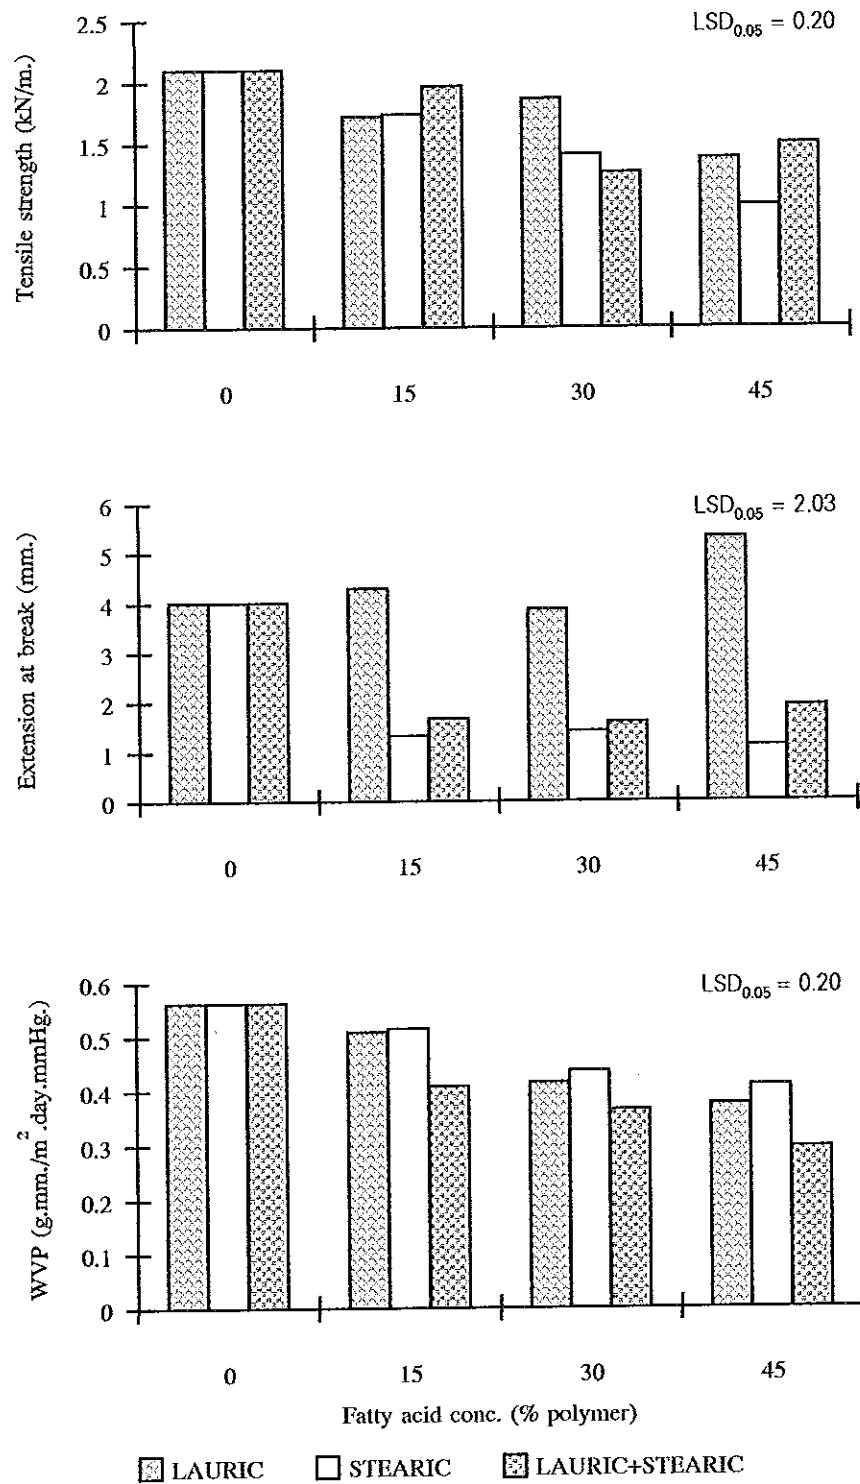 LSD0.05 = 0.20
Tensile strength (kN/m.)
2.5
2
1.5
1
0.5
0
0 15 30 45
LSD0.05 = 2.03
Extension at break (mm.)
6
5
4
3
2
1
0
0 15 30 45
LSD0.05 = 0.20
WVP (g.mm./m2.day.mmHg.)
0.6
0.5
0.4
0.3
0.2
0.1
0
0 15 30 45
Fatty acid conc. (% polymer)
LAURIC STEARIC LAURIC+STEARIC